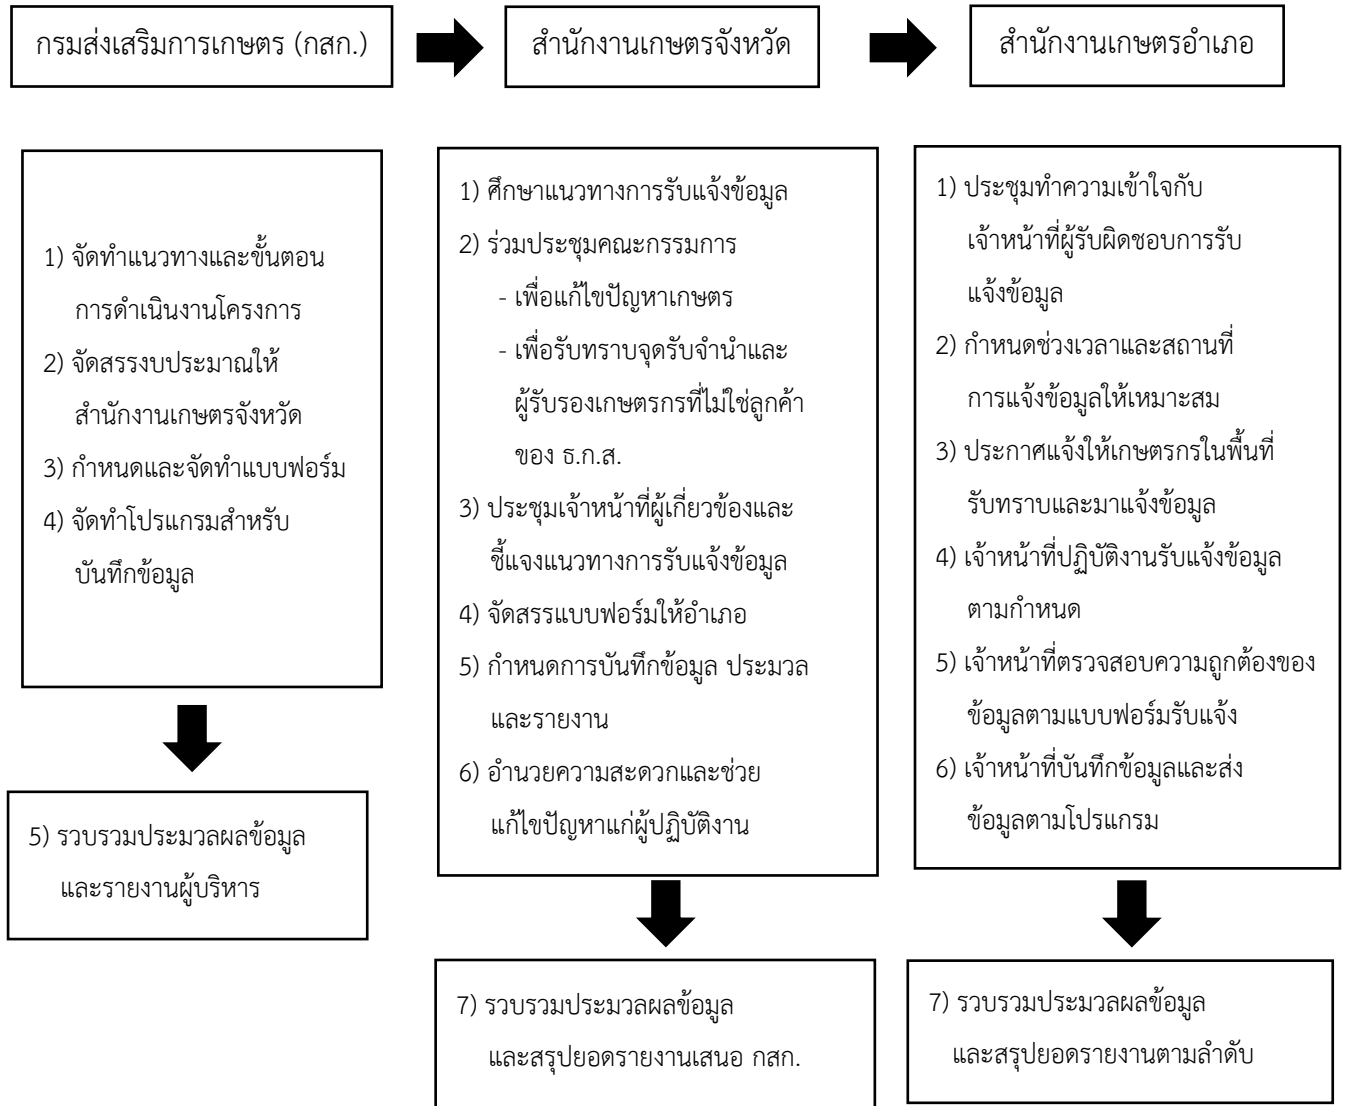 กรมส่งเสริมการเกษตร (กสก.)
สำนักงานเกษตรจังหวัด
สำนักงานเกษตรอำเภอ
1) จัดทำแนวทางและขั้นตอน
การดำเนินงานโครงการ
2) จัดสรรงบประมาณให้
สำนักงานเกษตรจังหวัด
3) กำหนดและจัดทำแบบฟอร์ม
4) จัดทำโปรแกรมสำหรับ
บันทึกข้อมูล
5) รวบรวมประมวลผลข้อมูล
และรายงานผู้บริหาร
1) ศึกษาแนวทางการรับแจ้งข้อมูล
2) ร่วมประชุมคณะกรรมการ
- เพื่อแก้ไขปัญหาเกษตร
- เพื่อรับทราบจุดรับจำนำและ
ผู้รับรองเกษตรกรที่ไม่ใช่ลูกค้า
ของ ธ.ก.ส.
3) ประชุมเจ้าหน้าที่ผู้เกี่ยวข้องและ
ชี้แจงแนวทางการรับแจ้งข้อมูล
4) จัดสรรแบบฟอร์มให้อำเภอ
5) กำหนดการบันทึกข้อมูล ประมวล
และรายงาน
6) อำนวยความสะดวกและช่วย
แก้ไขปัญหาแก่ผู้ปฏิบัติงาน
7) รวบรวมประมวลผลข้อมูล
และสรุปยอดรายงานเสนอ กสก.
1) ประชุมทำความเข้าใจกับ
เจ้าหน้าที่ผู้รับผิดชอบการรับ
แจ้งข้อมูล
2) กำหนดช่วงเวลาและสถานที่
การแจ้งข้อมูลให้เหมาะสม
3) ประกาศแจ้งให้เกษตรกรในพื้นที่
รับทราบและมาแจ้งข้อมูล
4) เจ้าหน้าที่ปฏิบัติงานรับแจ้งข้อมูล
ตามกำหนด
5) เจ้าหน้าที่ตรวจสอบความถูกต้องของ
ข้อมูลตามแบบฟอร์มรับแจ้ง
6) เจ้าหน้าที่บันทึกข้อมูลและส่ง
ข้อมูลตามโปรแกรม
7) รวบรวมประมวลผลข้อมูล
และสรุปยอดรายงานตามลำดับ